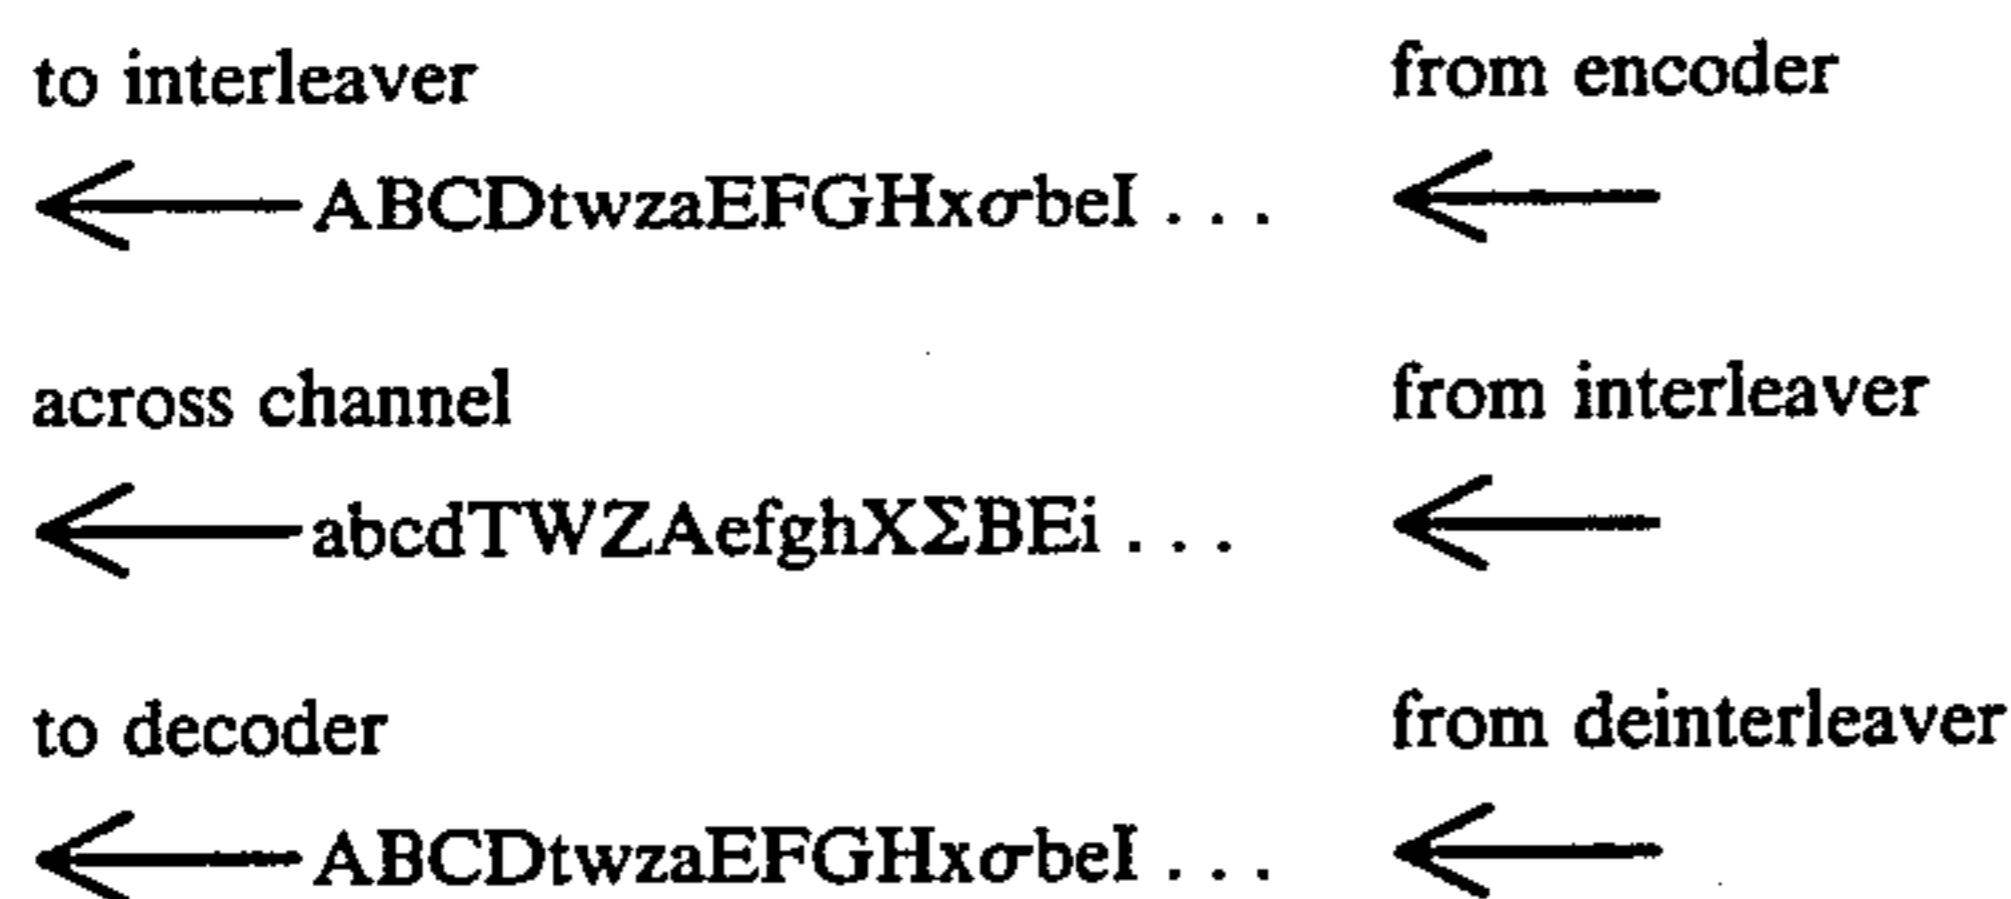 to interleaver from encoder
ABCDtwzaEFGHxσbeI . . .
across channel from interleaver
abcdTWZAefghXΣBEi . . .
to decoder from deinterleaver
ABCDtwzaEFGHxσbeI . . .